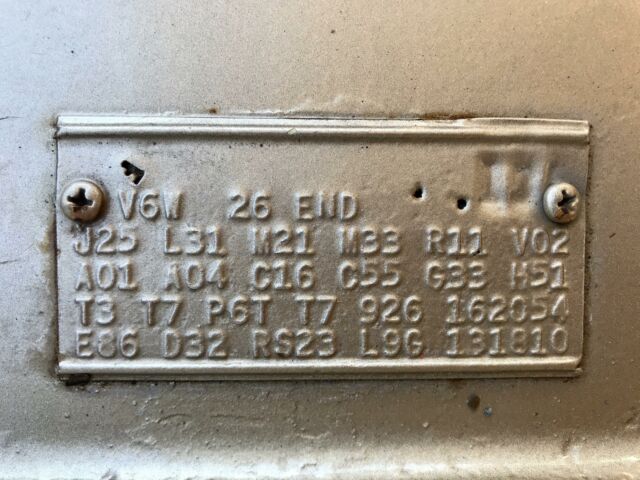 V6W 26 END
J25 L31 M21 M33 R11 V02
A01 A04 C16 C55 G33 H51
T3 T7 P6T T7 926 162054
E86 D32 RS23 L9G 131810